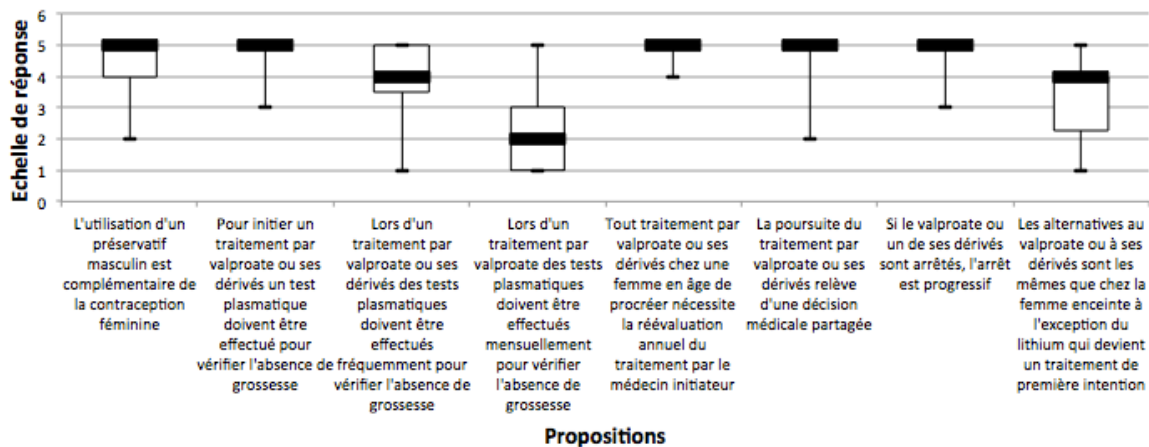 6
5
4
3
2
1
0
Echelle de réponse
L'utilisation d'un
préservatif
masculin est
complémentaire de
la contraception
féminine
Pour initier un
traitement par
valproate ou ses
dérivés un test
plasmatique
doivent être
effectué pour
vérifier l'absence de
grossesse
Lors d'un
traitement par
valproate ou ses
dérivés des tests
plasmatiques
doivent être
effectués
fréquemment pour
vérifier l'absence de
grossesse
Lors d'un
traitement par
valproate des tests
plasmatiques
doivent être
effectués
mensuellement
pour vérifier
l'absence de
grossesse
Tout traitement par
valproate ou ses
dérivés chez une
femme en âge de
procréer nécessite
la réévaluation
annuel du
traitement par le
médecin initiateur
La poursuite du
traitement par
valproate ou ses
dérivés relève
d'une décision
médicale partagée
Si le valproate ou
un de ses dérivés
sont arrêtés, l'arrêt
est progressif
Les alternatives au
valproate ou à ses
dérivés sont les
mêmes que chez la
femme enceinte à
l'exception du
lithium qui devient
un traitement de
première intention
Propositions